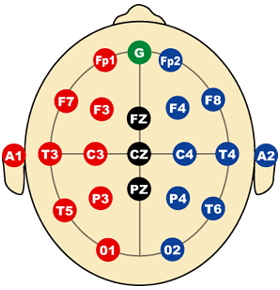 G
Fp1 Fp2
F7 F3 FZ F4 F8
A1 T3 C3 CZ C4 T4 A2
T5 P3 PZ P4 T6
01 02